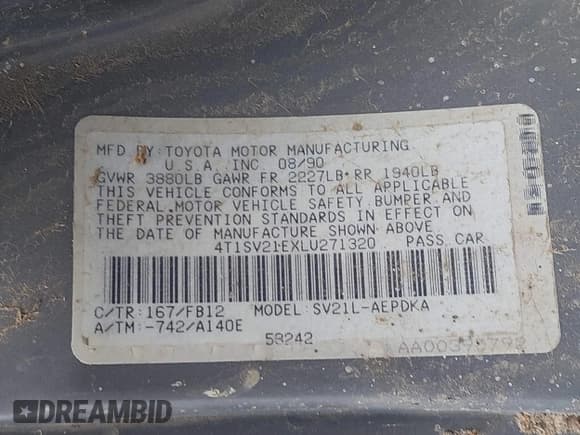 MFD BY: TOYOTA MOTOR MANUFACTURING
U.S.A. INC. 08/90
GVWR 3880LB GAWR FR 2227LB RR 1940LB
THIS VEHICLE CONFORMS TO ALL APPLICABLE
FEDERAL MOTOR VEHICLE SAFETY, BUMPER, AND
THEFT PREVENTION STANDARDS IN EFFECT ON
THE DATE OF MANUFACTURE SHOWN ABOVE
4T1SV21EXLU271320 PASS CAR
C/TR: 167/FB12 MODEL SV21L-AEPDKA
A/TM -742/A140E
58242
DREAMBID